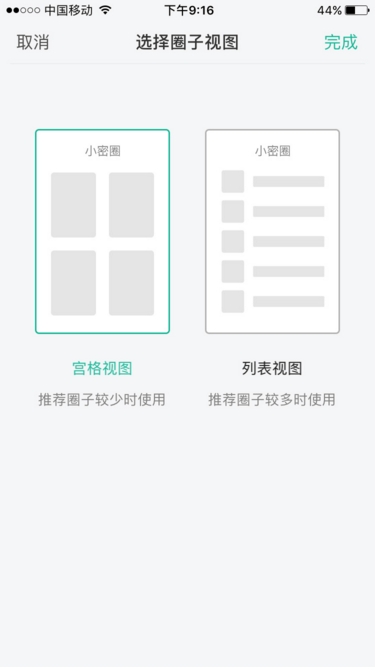 中国移动 下午9:16 44%
取消 选择圈子视图 完成
小密圈 小密圈
宫格视图 列表视图
推荐圈子较少时使用 推荐圈子较多时使用